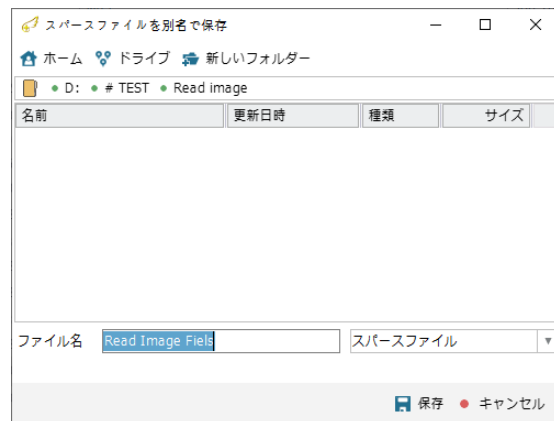 スパースファイルを別名で保存
ホーム ドライブ 新しいフォルダー
D: # TEST Read image
名前 更新日時 種類 サイズ
ファイル名 Read Image Fiels スパースファイル
保存 キャンセル